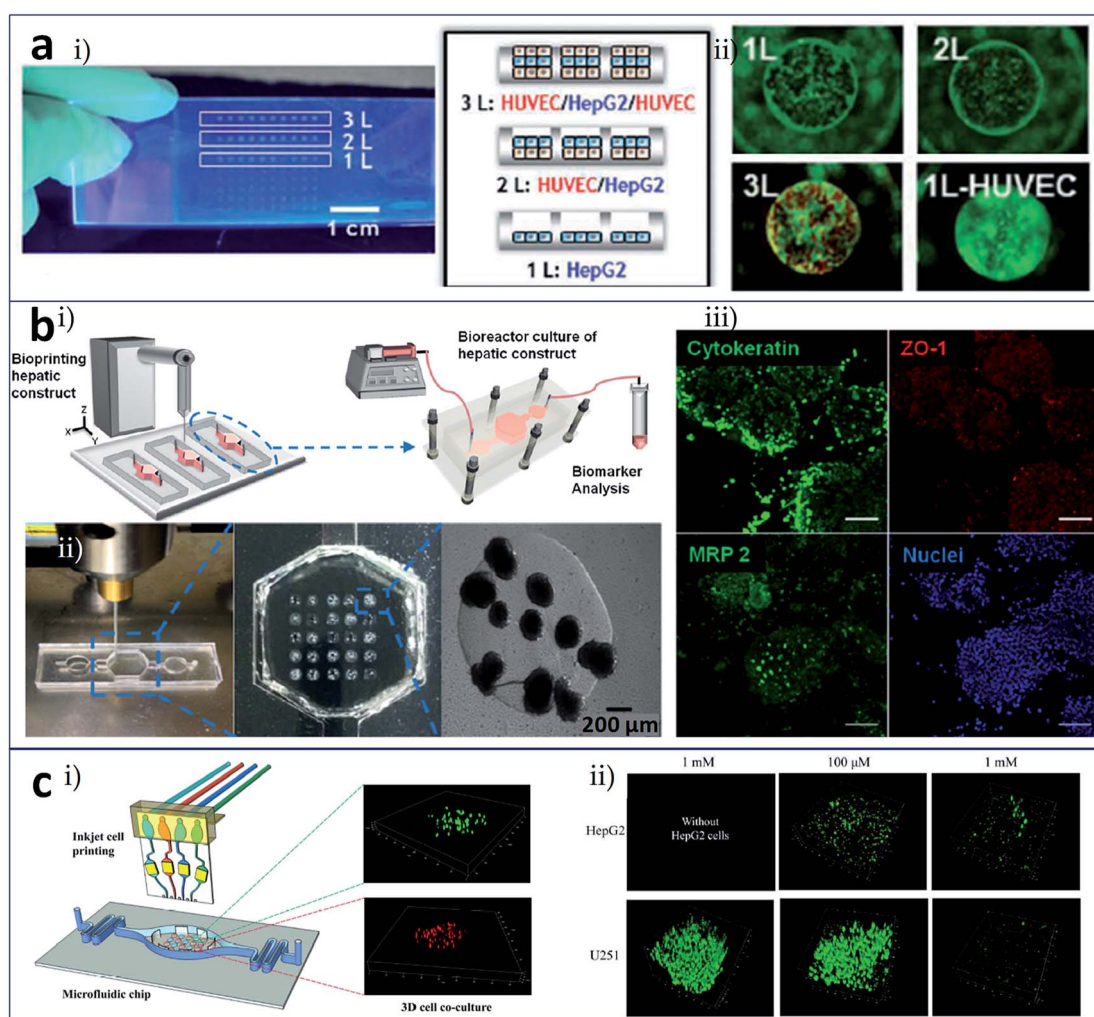 a
i)
3 L
2 L
1 L
1 cm
3 L: HUVEC/HepG2/HUVEC
2 L: HUVEC/HepG2
1 L: HepG2
ii)
1L
2L
3L
1L-HUVEC
b
i)
Bioprinting
hepatic
construct
Z
X
Y
Bioreactor culture of
hepatic construct
Biomarker
Analysis
ii)
200 µm
iii)
Cytokeratin
ZO-1
MRP 2
Nuclei
c
i)
Inkjet cell
printing
Microfluidic chip
3D cell co-culture
ii)
1 mM
100 µM
1 mM
HepG2
Without
HepG2 cells
U251